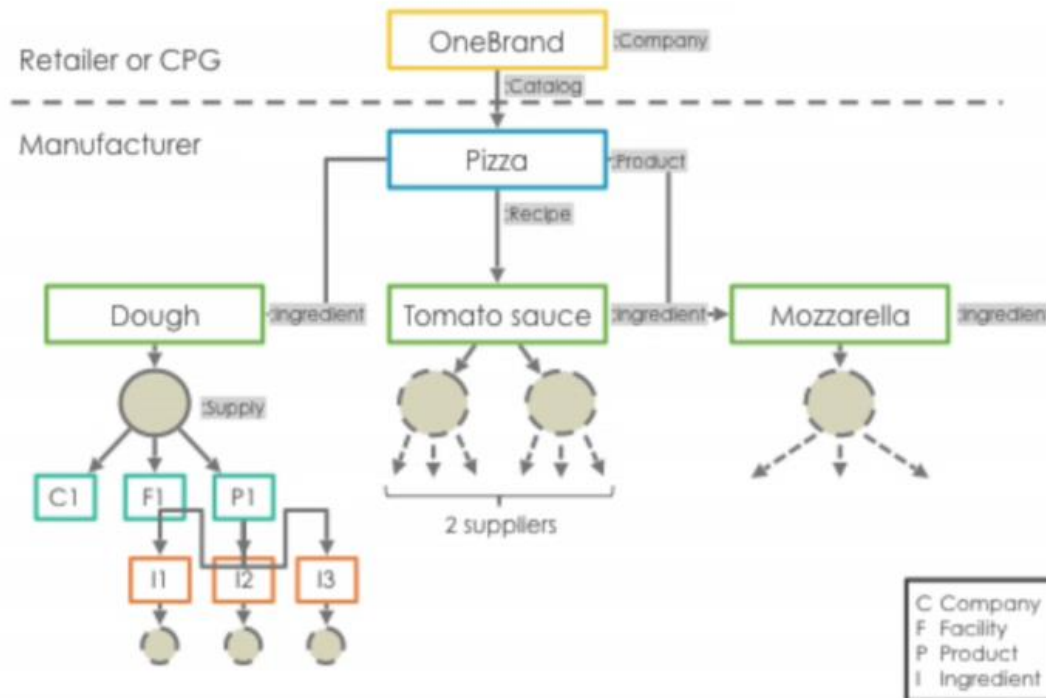 OneBrand
:Company
Retailer or CPG
:Catalog
Manufacturer
Pizza
:Product
:Recipe
Dough
:Ingredient
Tomato sauce
:Ingredient
Mozzarella
:Ingredient
:Supply
C1
F1
P1
2 suppliers
I1
I2
I3
C Company
F Facility
P Product
I Ingredient